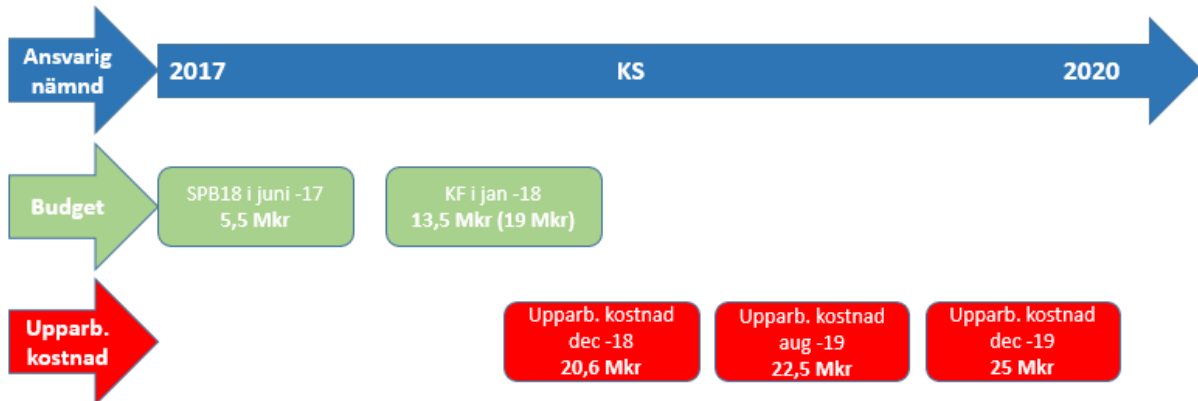 Ansvarig
nämnd
2017
KS
2020
Budget
SPB18 i juni -17
5,5 Mkr
KF i jan -18
13,5 Mkr (19 Mkr)
Upparb.
kostnad
Upparb. kostnad
dec -18
20,6 Mkr
Upparb. kostnad
aug -19
22,5 Mkr
Upparb. kostnad
dec -19
25 Mkr